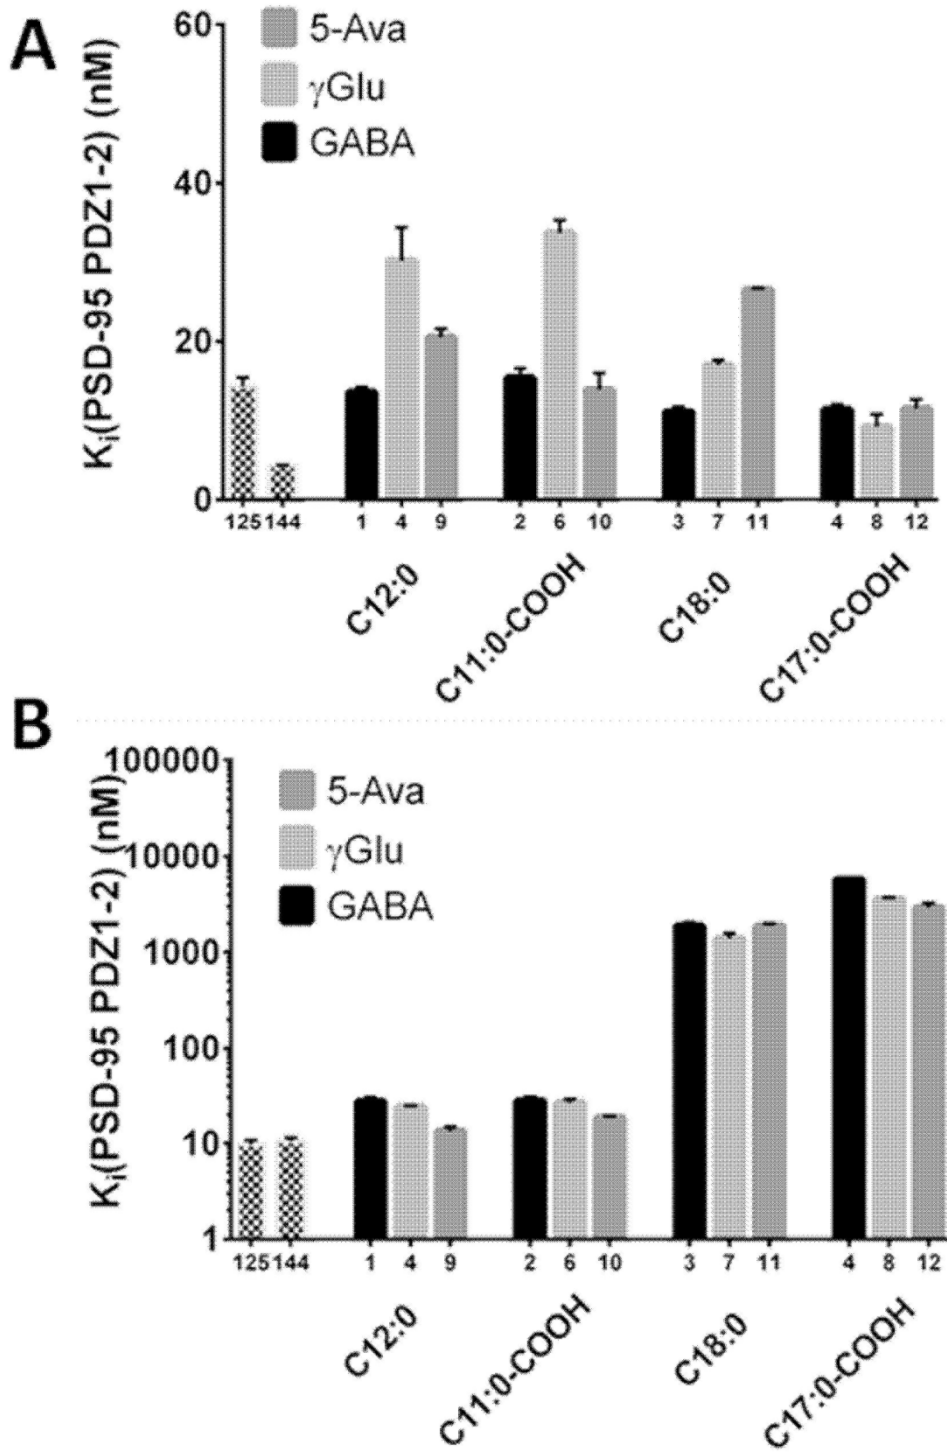 A
60
40
20
0
Ki(PSD-95 PDZ1-2) (nM)
5-Ava
γGlu
GABA
125 144 1 4 9 2 6 10 3 7 11 4 8 12
C12:0 C11:0-COOH C18:0 C17:0-COOH
B
100000
10000
1000
100
10
1
Ki(PSD-95 PDZ1-2) (nM)
5-Ava
γGlu
GABA
125 144 1 4 9 2 6 10 3 7 11 4 8 12
C12:0 C11:0-COOH C18:0 C17:0-COOH